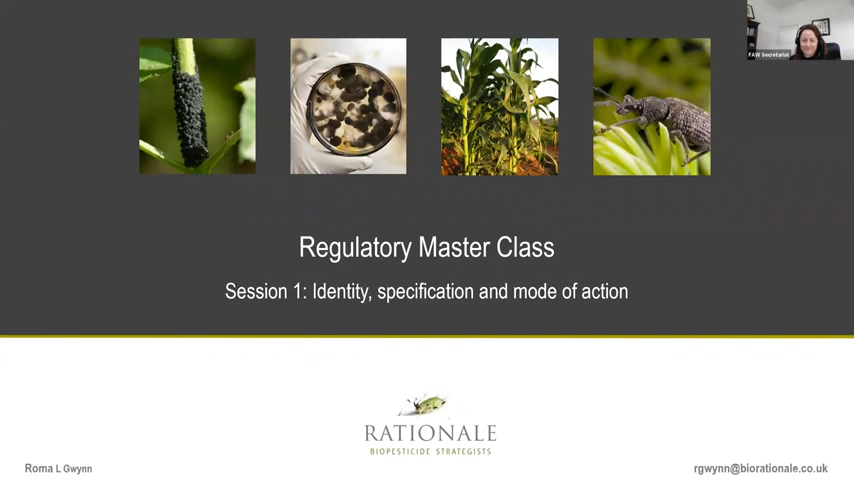 FAW Secretariat
Regulatory Master Class
Session 1: Identity, specification and mode of action
RATIONALE
BIOPESTICIDE STRATEGISTS
Roma L Gwynn
rgwynn@biorationale.co.uk